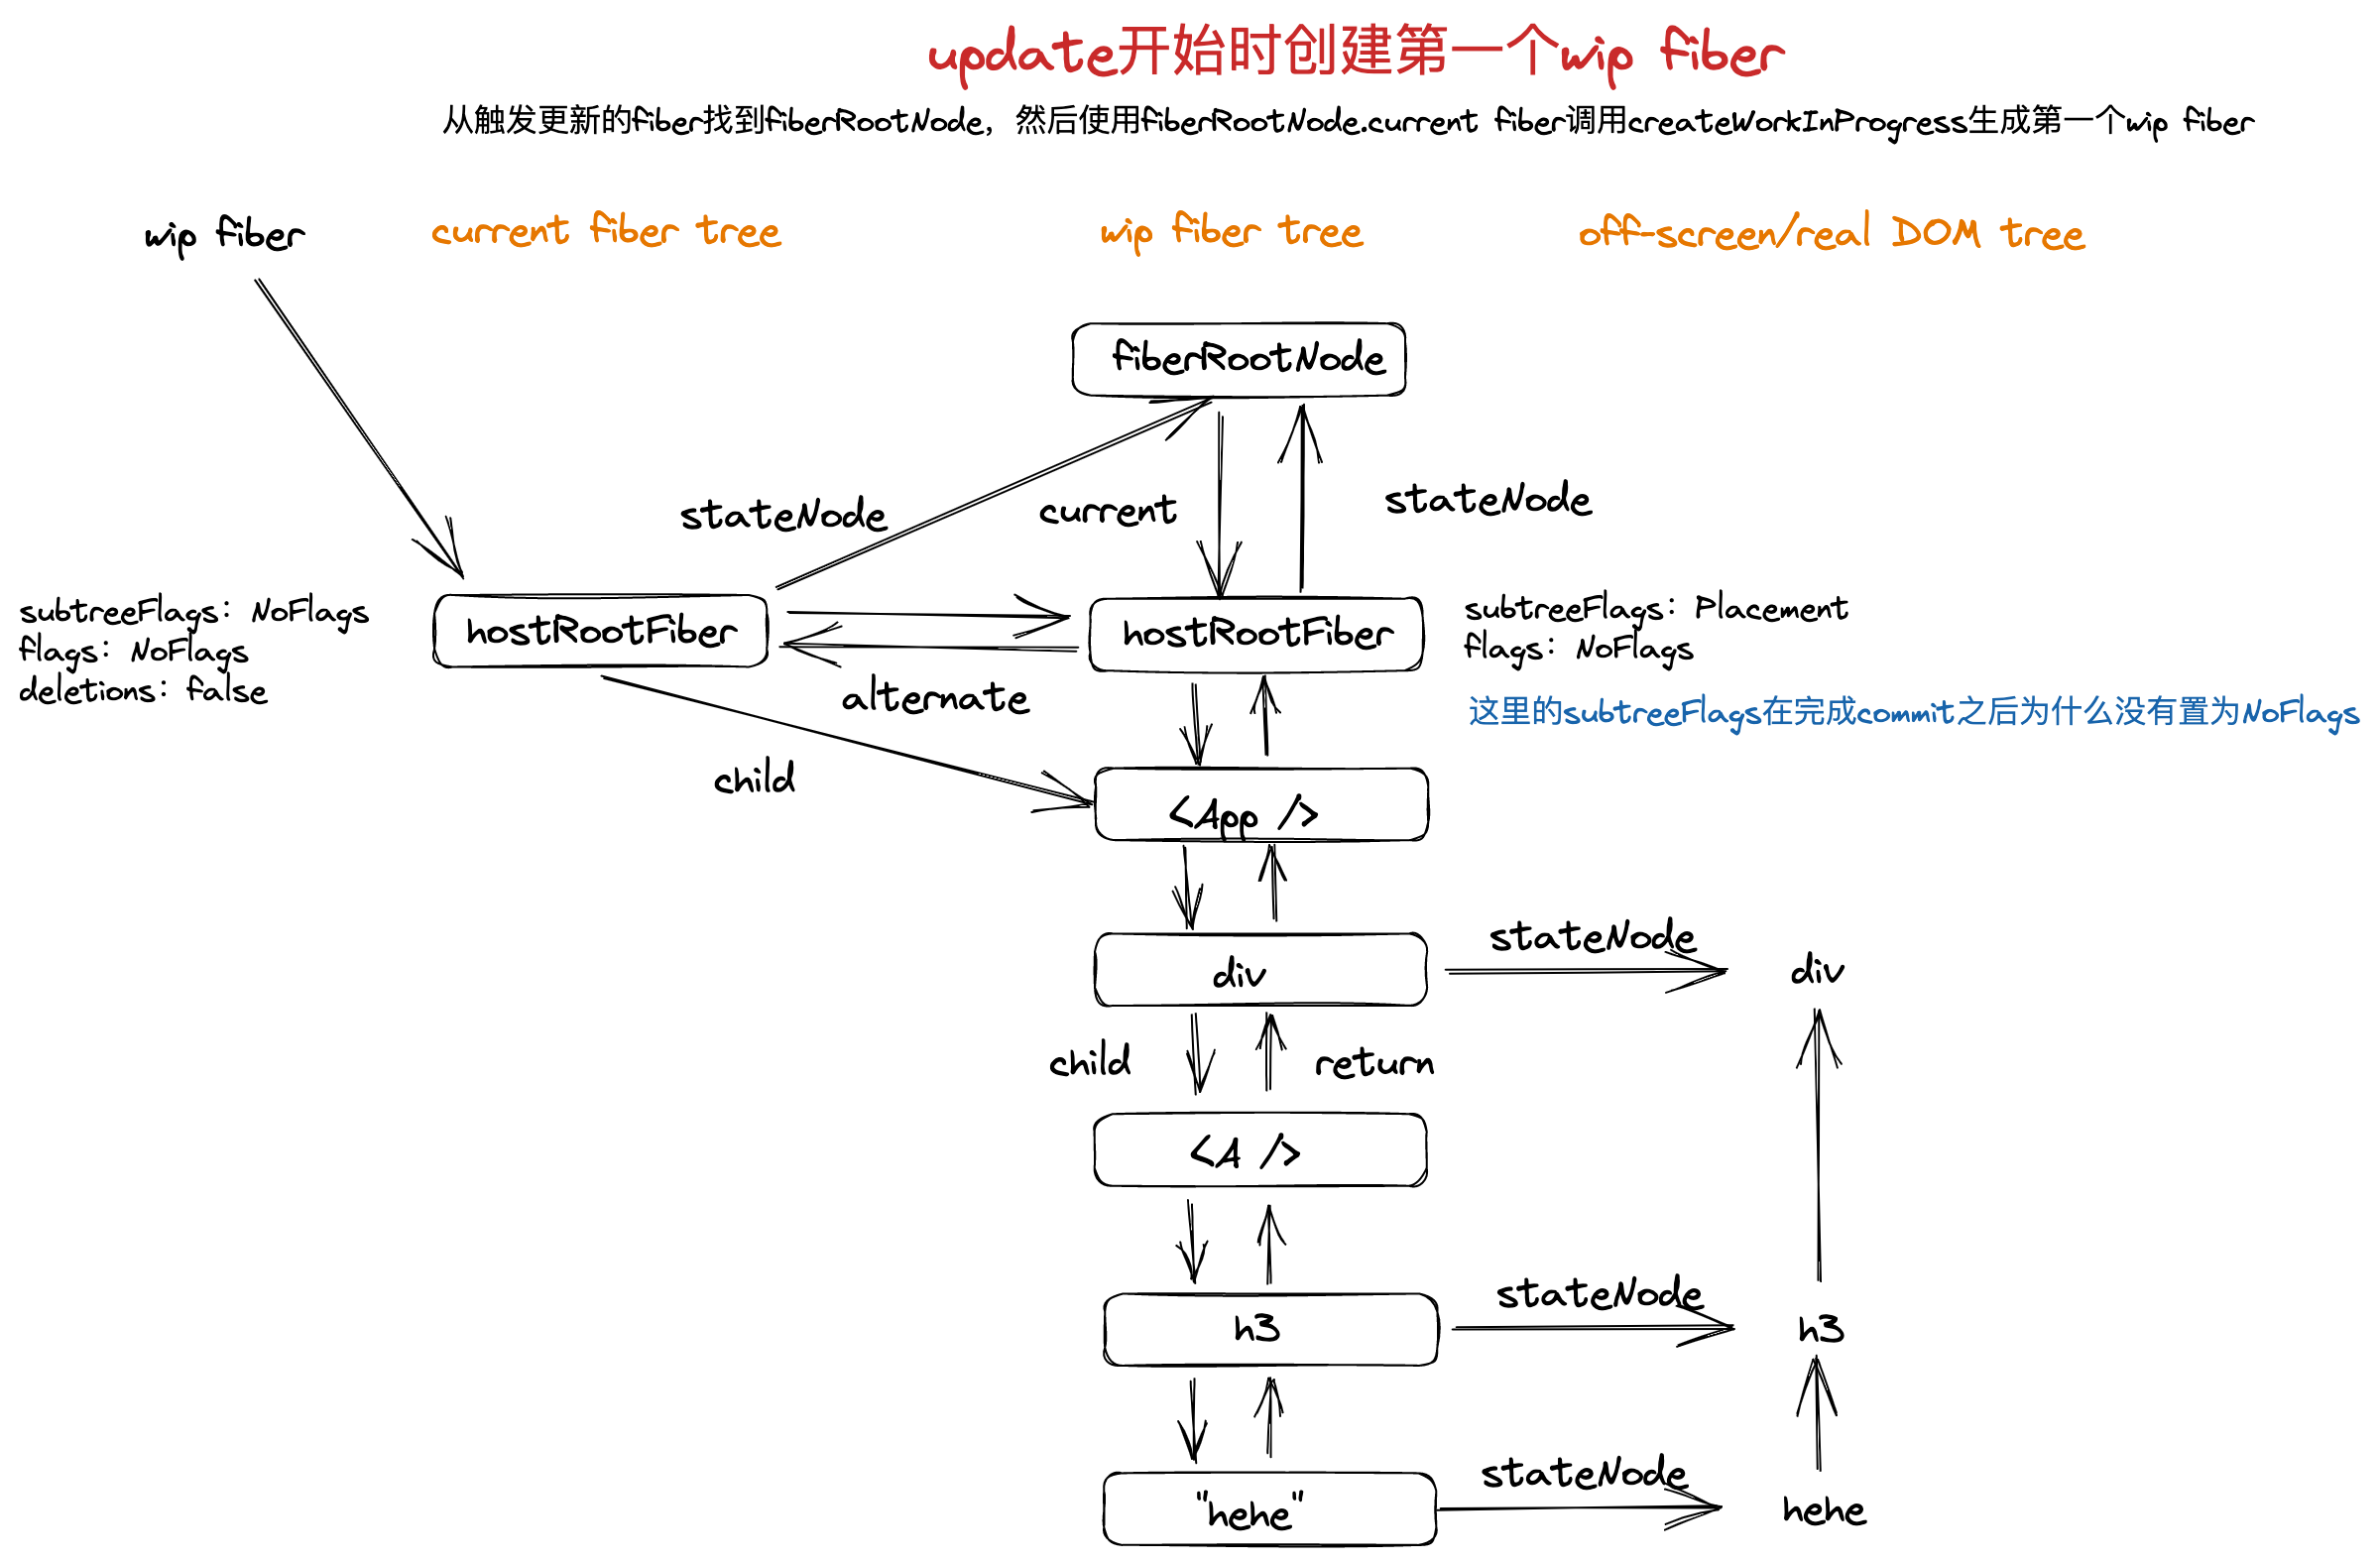 update开始时创建第一个wip fiber
从触发更新的fiber找到fiberRootNode，然后使用fiberRootNode.current fiber调用createWorkInProgress生成第一个wip fiber
wip fiber
current fiber tree
wip fiber tree
off-screen/real DOM tree
fiberRootNode
stateNode
current
stateNode
subtreeFlags: NoFlags
flags: NoFlags
deletions: false
hostRootFiber
hostRootFiber
subtreeFlags: Placement
flags: NoFlags
alternate
这里的subtreeFlags在完成commit之后为什么没有置为NoFlags
child
<App />
stateNode
div
div
child
return
<A />
stateNode
h3
h3
stateNode
"hehe"
hehe